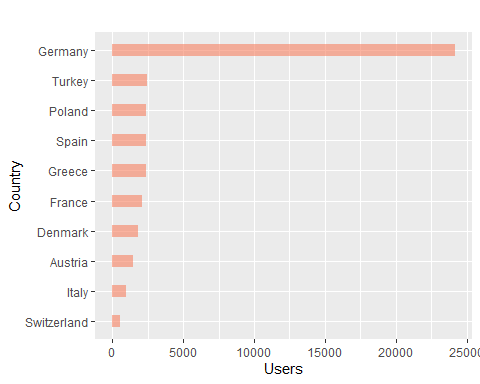 Germany
Turkey
Poland
Spain
Greece
France
Denmark
Austria
Italy
Switzerland
Country
0 5000 10000 15000 20000 25000
Users